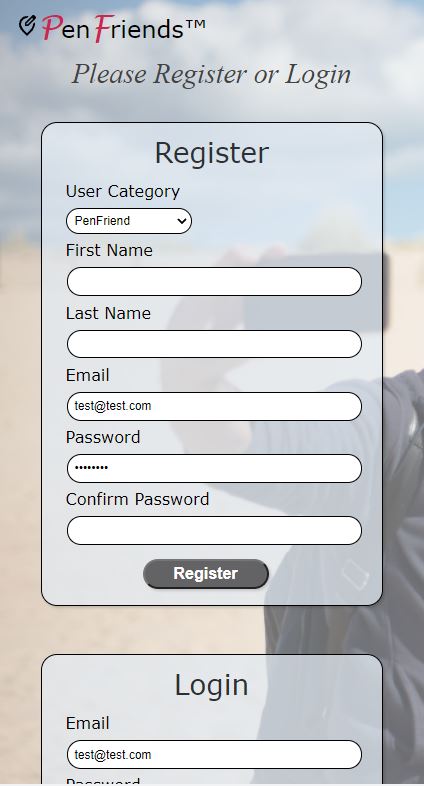 PenFriends™
Please Register or Login
Register
User Category
PenFriend
First Name
Last Name
Email
test@test.com
Password
••••••••
Confirm Password
Register
Login
Email
test@test.com
Password